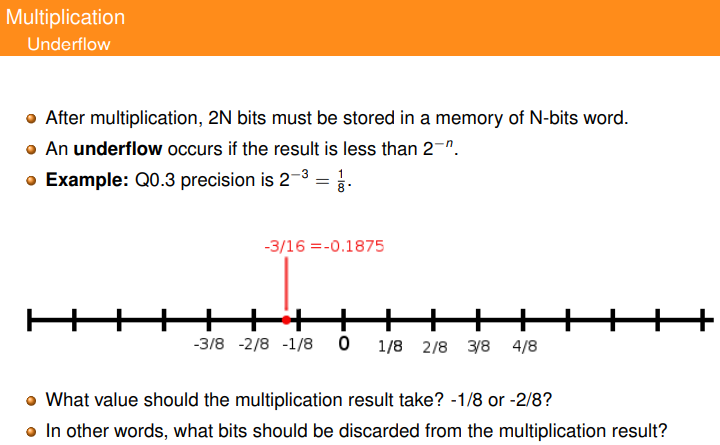 Multiplication
Underflow
After multiplication, 2N bits must be stored in a memory of N-bits word.
An underflow occurs if the result is less than 2⁻ⁿ.
Example: Q0.3 precision is 2⁻³ = 1/8.
-3/16 =-0.1875
-3/8 -2/8 -1/8 0 1/8 2/8 3/8 4/8
What value should the multiplication result take? -1/8 or -2/8?
In other words, what bits should be discarded from the multiplication result?